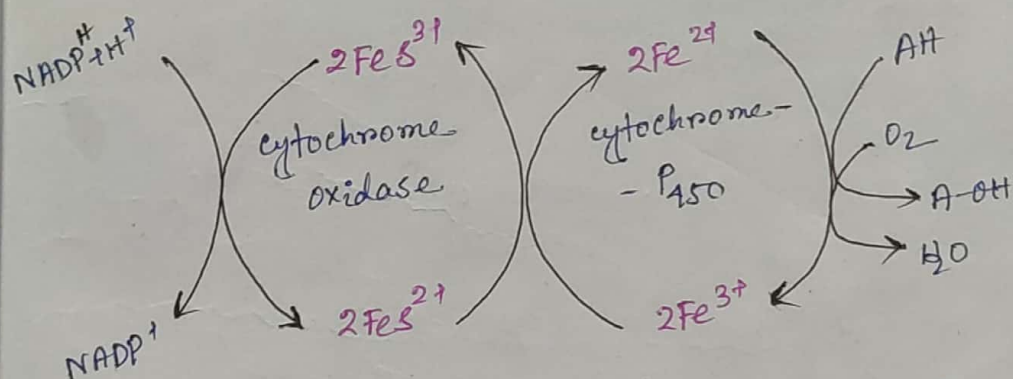 NADPH+H+
2FeS3+
2Fe2+
AH
cytochrome
oxidase
cytochrome-
- P450
O2
A-OH
H2O
NADP+
2FeS2+
2Fe3+